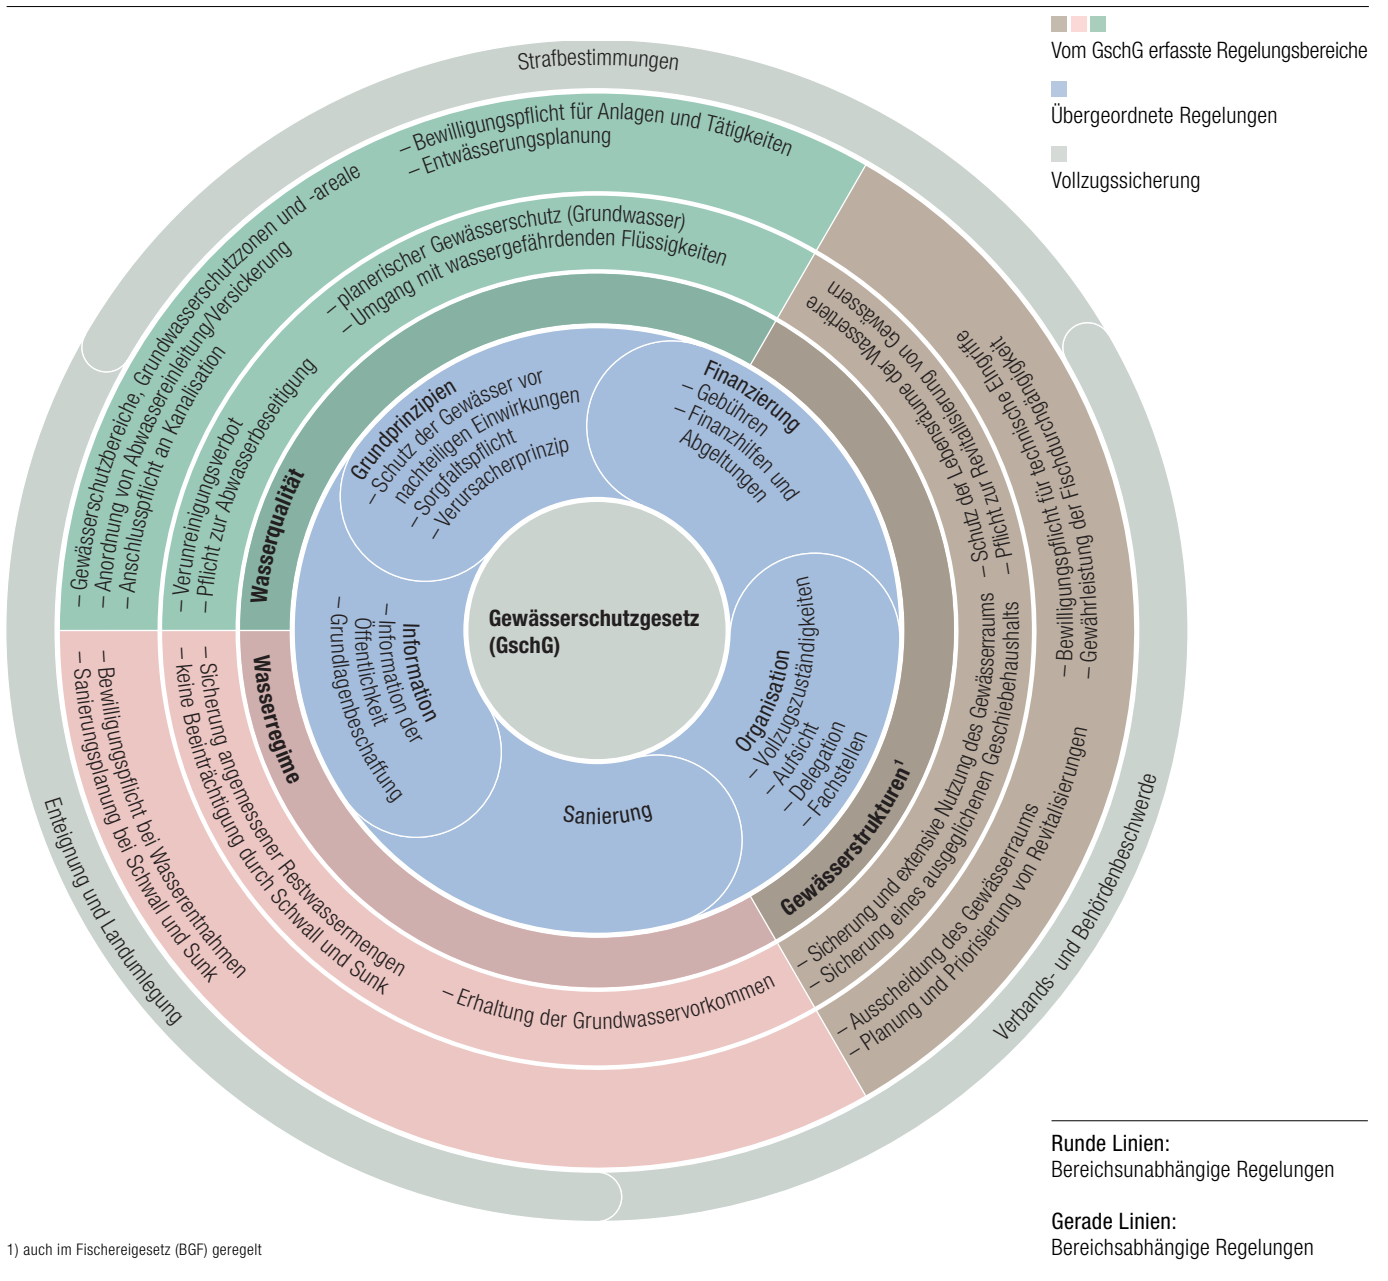 Vom GschG erfasste Regelungsbereiche
Übergeordnete Regelungen
Vollzugssicherung
Strafbestimmungen
– Bewilligungspflicht für Anlagen und Tätigkeiten
– Entwässerungsplanung
– Gewässerschutzbereiche, Grundwasserschutzzonen und -areale
– Anordnung von Abwassereinleitung/Versickerung
– Anschlusspflicht an Kanalisation
– planerischer Gewässerschutz (Grundwasser)
– Umgang mit wassergefährdenden Flüssigkeiten
– Verunreinigungsverbot
– Pflicht zur Abwasserbeseitigung
Wasserqualität
Grundprinzipien
– Schutz der Gewässer vor
nachteiligen Einwirkungen
– Sorgfaltspflicht
– Verursacherprinzip
Finanzierung
– Gebühren
– Finanzhilfen und
Abgeltungen
– Schutz der Lebensräume der Wassertiere
– Pflicht zur Revitalisierung von Gewässern
– Bewilligungspflicht für technische Eingriffe
– Gewährleistung der Fischdurchgängigkeit
Gewässerschutzgesetz
(GschG)
Information
– Information der
Öffentlichkeit
– Grundlagenbeschaffung
Organisation
– Vollzugszuständigkeiten
– Aufsicht
– Delegation
– Fachstellen
Sanierung
Wasserregime
– Sicherung angemessener Restwassermengen
– keine Beeinträchtigung durch Schwall und Sunk
– Erhaltung der Grundwasservorkommen
– Bewilligungspflicht bei Wasserentnahmen
– Sanierungsplanung bei Schwall und Sunk
Gewässerstrukturen¹
– Sicherung und extensive Nutzung des Gewässerraums
– Sicherung eines ausgeglichenen Geschiebehaushalts
– Ausscheidung des Gewässerraums
– Planung und Priorisierung von Revitalisierungen
Enteignung und Landumlegung
Verbands- und Behördenbeschwerde
Runde Linien:
Bereichsunabhängige Regelungen
Gerade Linien:
Bereichsabhängige Regelungen
1) auch im Fischereigesetz (BGF) geregelt